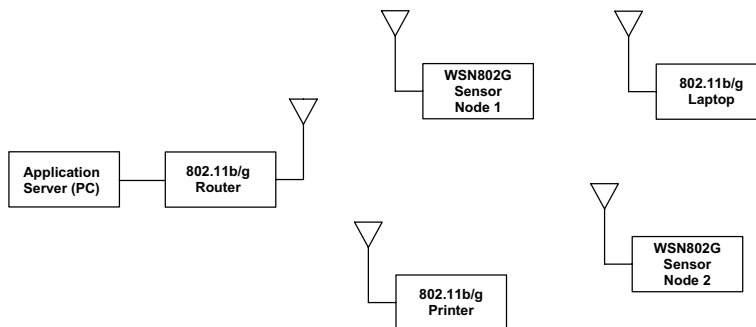 WSN802G
Sensor
Node 1
802.11b/g
Laptop
Application
Server (PC)
802.11b/g
Router
WSN802G
Sensor
Node 2
802.11b/g
Printer